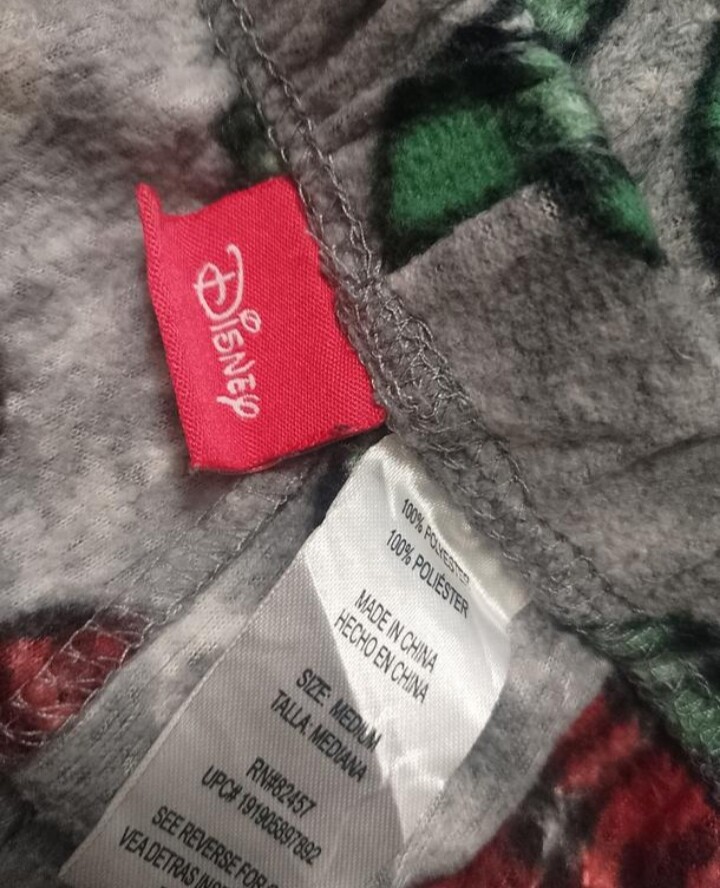 Disney
100% POLYESTER
100% POLIÉSTER
MADE IN CHINA
HECHO EN CHINA
SIZE: MEDIUM
TALLA: MEDIANA
RN#82457
UPC# 191905897892
SEE REVERSE FOR
VEA DETRAS